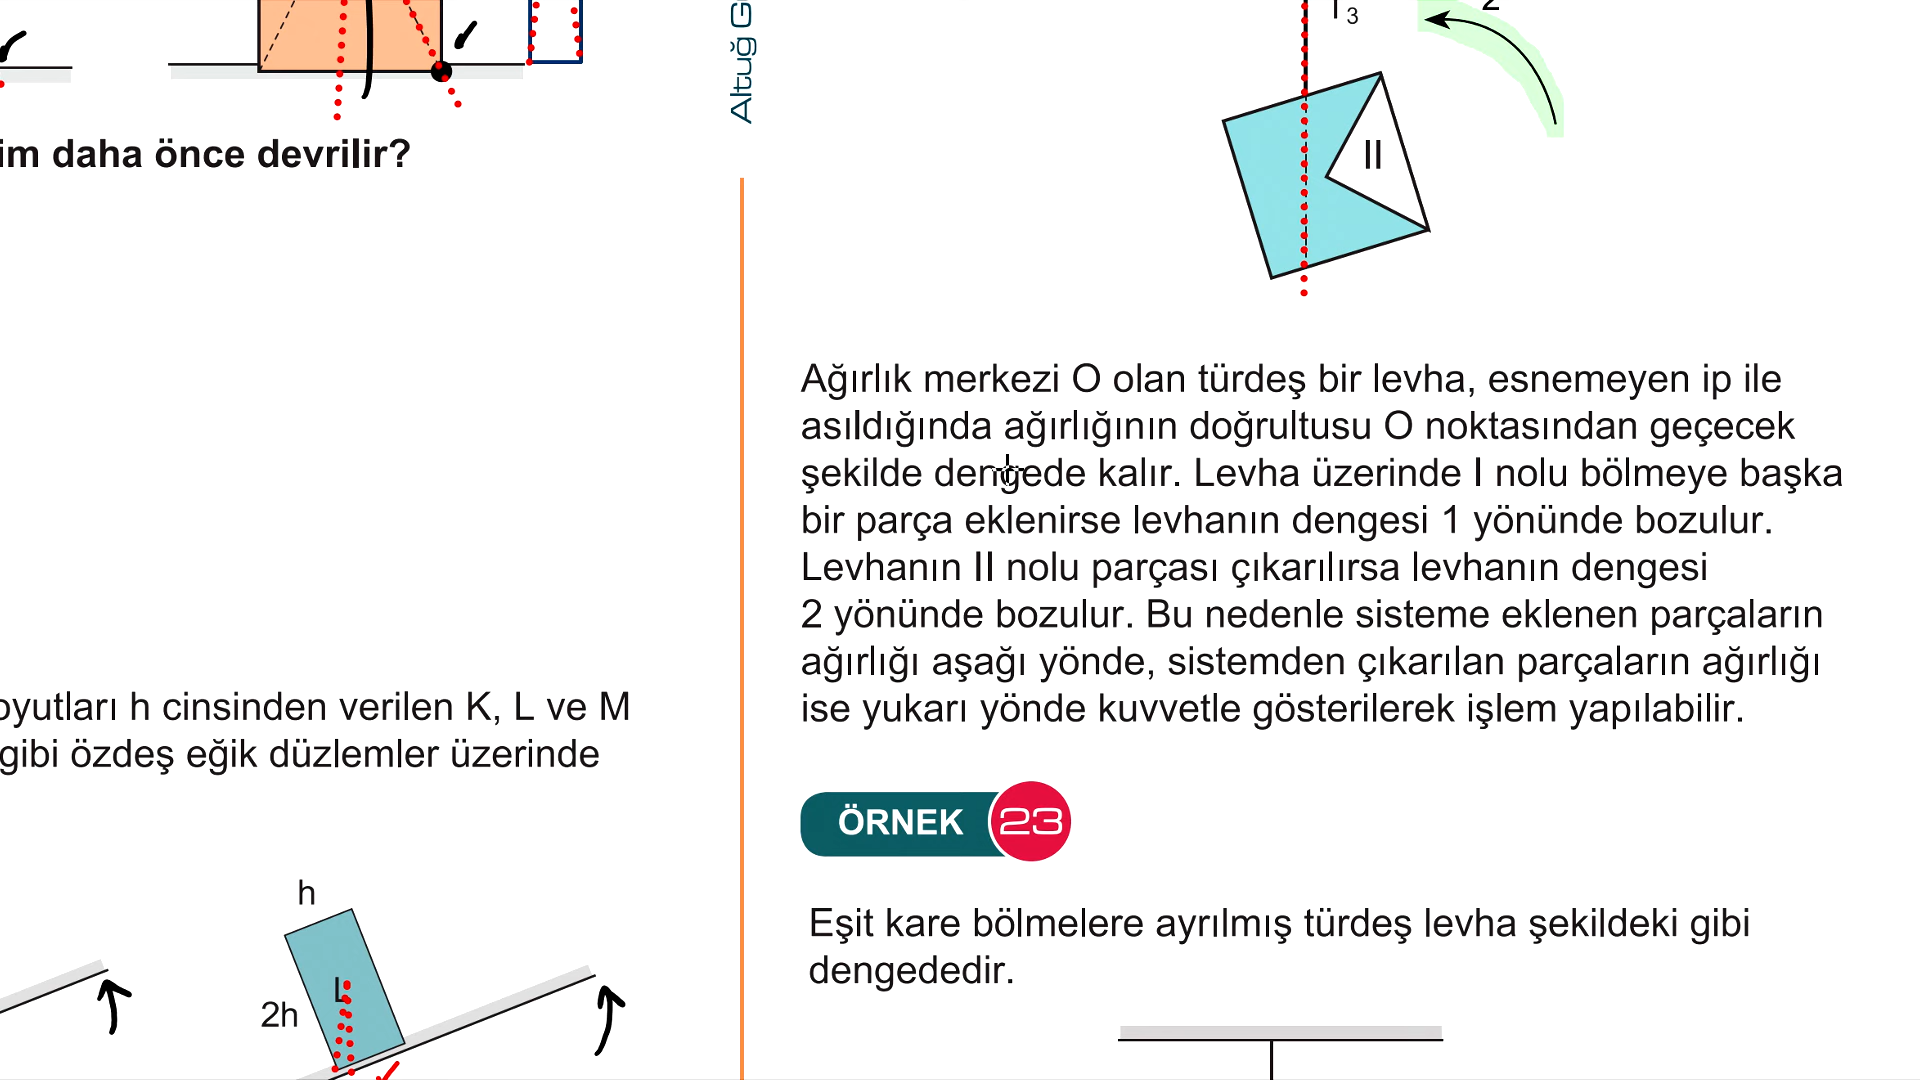 im daha önce devrilir?
oyutları h cinsinden verilen K, L ve M
gibi özdeş eğik düzlemler üzerinde
h
L
2h
Altuğ G
T3
2
II
Ağırlık merkezi O olan türdeş bir levha, esnemeyen ip ile
asıldığında ağırlığının doğrultusu O noktasından geçecek
şekilde dengede kalır. Levha üzerinde I nolu bölmeye başka
bir parça eklenirse levhanın dengesi 1 yönünde bozulur.
Levhanın II nolu parçası çıkarılırsa levhanın dengesi
2 yönünde bozulur. Bu nedenle sisteme eklenen parçaların
ağırlığı aşağı yönde, sistemden çıkarılan parçaların ağırlığı
ise yukarı yönde kuvvetle gösterilerek işlem yapılabilir.
ÖRNEK 23
Eşit kare bölmelere ayrılmış türdeş levha şekildeki gibi
dengededir.